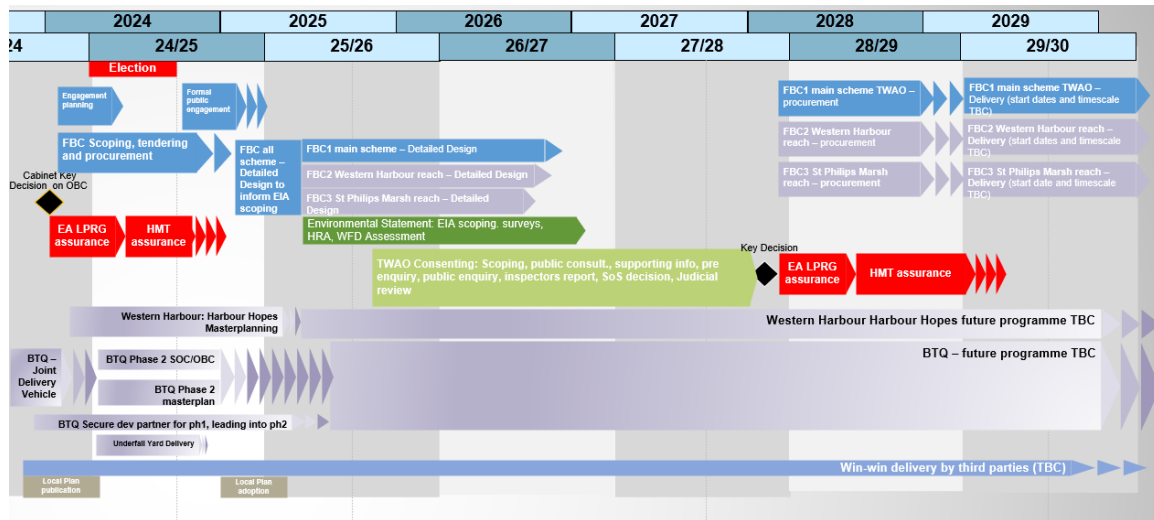 2024 2025 2026 2027 2028 2029
24 24/25 25/26 26/27 27/28 28/29 29/30
Election
Engagement
planning
Formal
public
engagement
FBC Scoping, tendering
and procurement
Cabinet Key
Decision on OBC
EA LPRG
assurance
HMT
assurance
FBC all
scheme –
Detailed
Design to
inform EIA
scoping
FBC1 main scheme – Detailed Design
FBC2 Western Harbour reach – Detailed Design
FBC3 St Philips Marsh reach – Detailed
Design
Environmental Statement: EIA scoping. surveys,
HRA, WFD Assessment
TWAO Consenting: Scoping, public consult., supporting info, pre
enquiry, public enquiry, inspectors report, SoS decision, Judicial
review
Key Decision
FBC1 main scheme TWAO –
procurement
FBC2 Western Harbour
reach – procurement
FBC3 St Philips Marsh
reach – procurement
FBC1 main scheme TWAO –
Delivery (start dates and timescale
TBC)
FBC2 Western Harbour reach –
Delivery (start dates and timescale
TBC)
FBC3 St Philips Marsh reach –
Delivery (start date and timescale
TBC)
EA LPRG
assurance
HMT assurance
Western Harbour: Harbour Hopes
Masterplanning
Western Harbour Harbour Hopes future programme TBC
BTQ –
Joint
Delivery
Vehicle
BTQ Phase 2 SOC/OBC
BTQ Phase 2
masterplan
BTQ – future programme TBC
BTQ Secure dev partner for ph1, leading into ph2
Underfall Yard Delivery
Win-win delivery by third parties (TBC)
Local Plan
publication
Local Plan
adoption